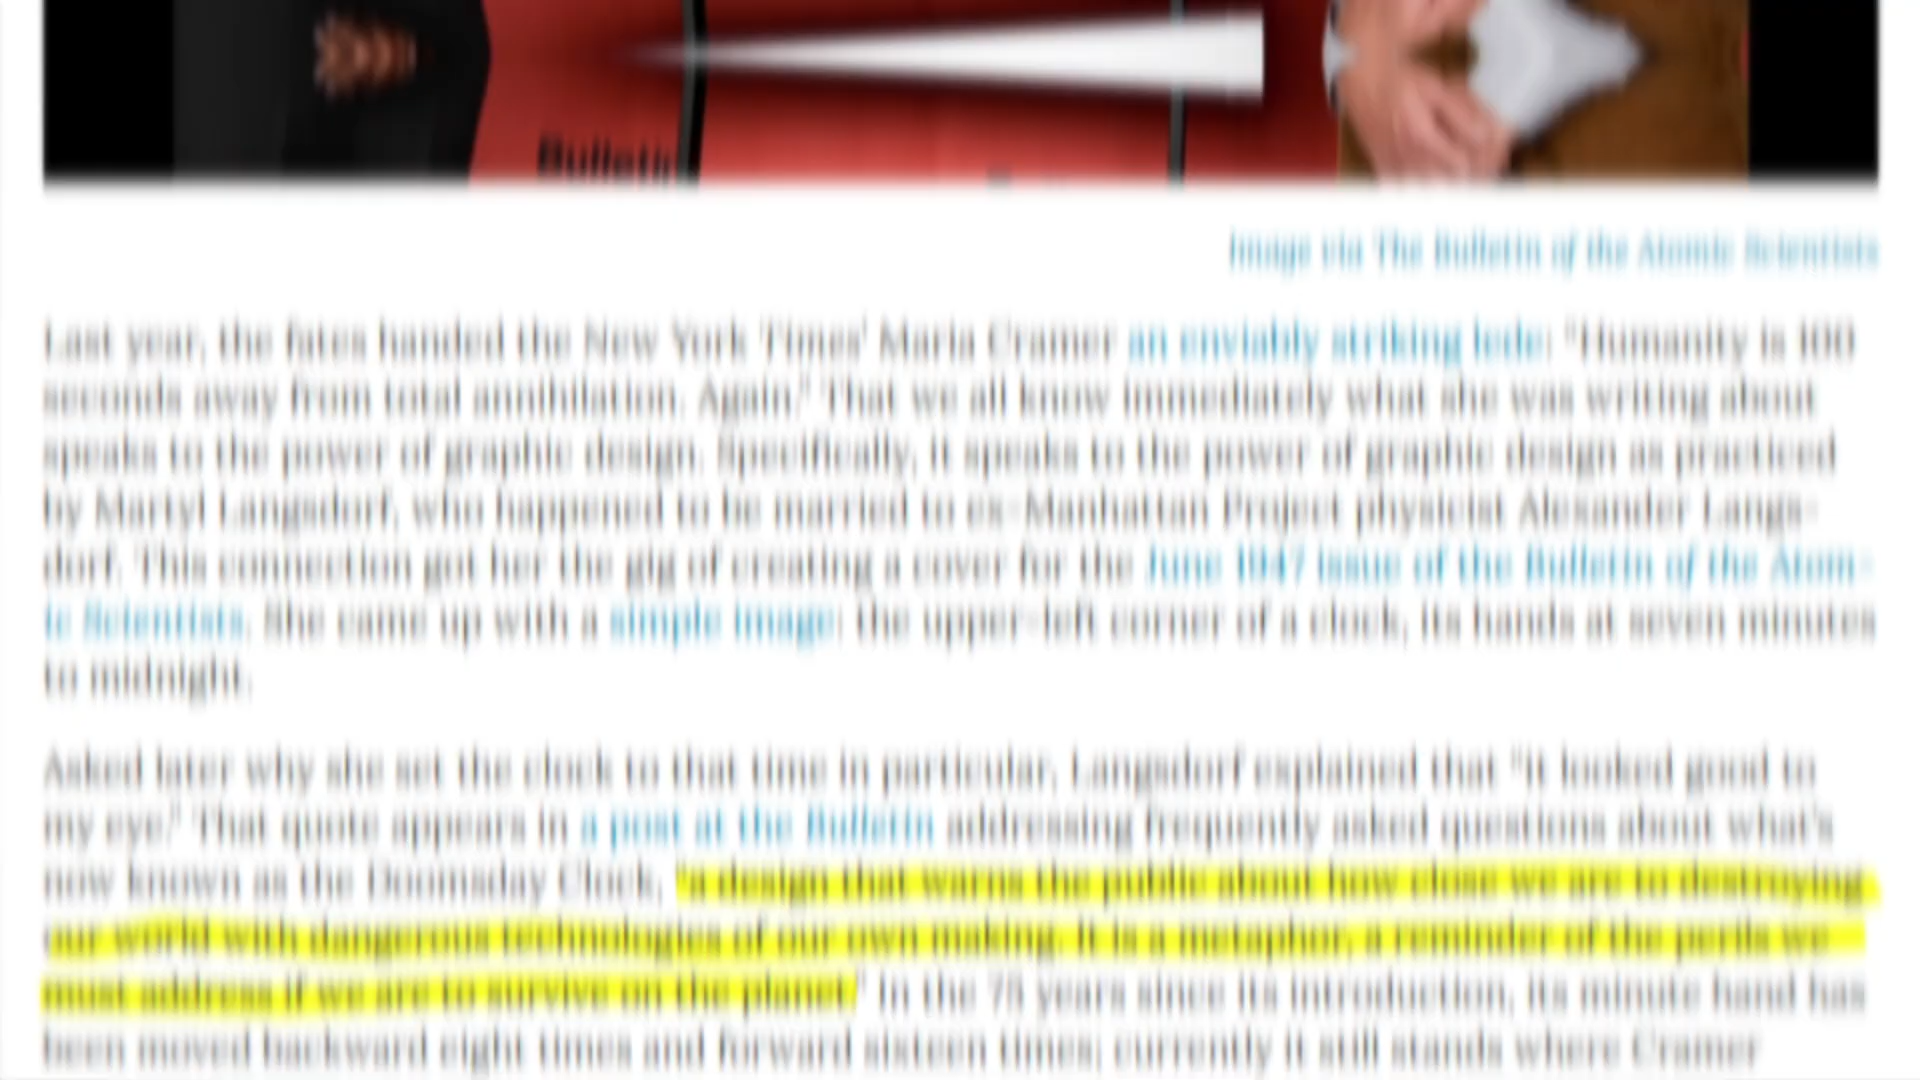 Bulletin
Image via The Bulletin of the Atomic Scientists
Last year, the fates handed the New York Times' Maria Cramer an enviably striking lede: "Humanity is 100
seconds away from total annihilation. Again." That we all know immediately what she was writing about
speaks to the power of graphic design. Specifically, it speaks to the power of graphic design as practiced
by Martyl Langsdorf, who happened to be married to ex-Manhattan Project physicist Alexander Langs-
dorf. This connection got her the gig of creating a cover for the June 1947 issue of the Bulletin of the Atom-
ic Scientists. She came up with a simple image: the upper-left corner of a clock, its hands at seven minutes
to midnight.
Asked later why she set the clock to that time in particular, Langsdorf explained that "it looked good to
my eye." That quote appears in a post at the Bulletin addressing frequently asked questions about what's
now known as the Doomsday Clock, "a design that warns the public about how close we are to destroying
our world with dangerous technologies of our own making. It is a metaphor, a reminder of the perils we
must address if we are to survive on the planet." In the 75 years since its introduction, its minute hand has
been moved backward eight times and forward sixteen times; currently it still stands where Cramer